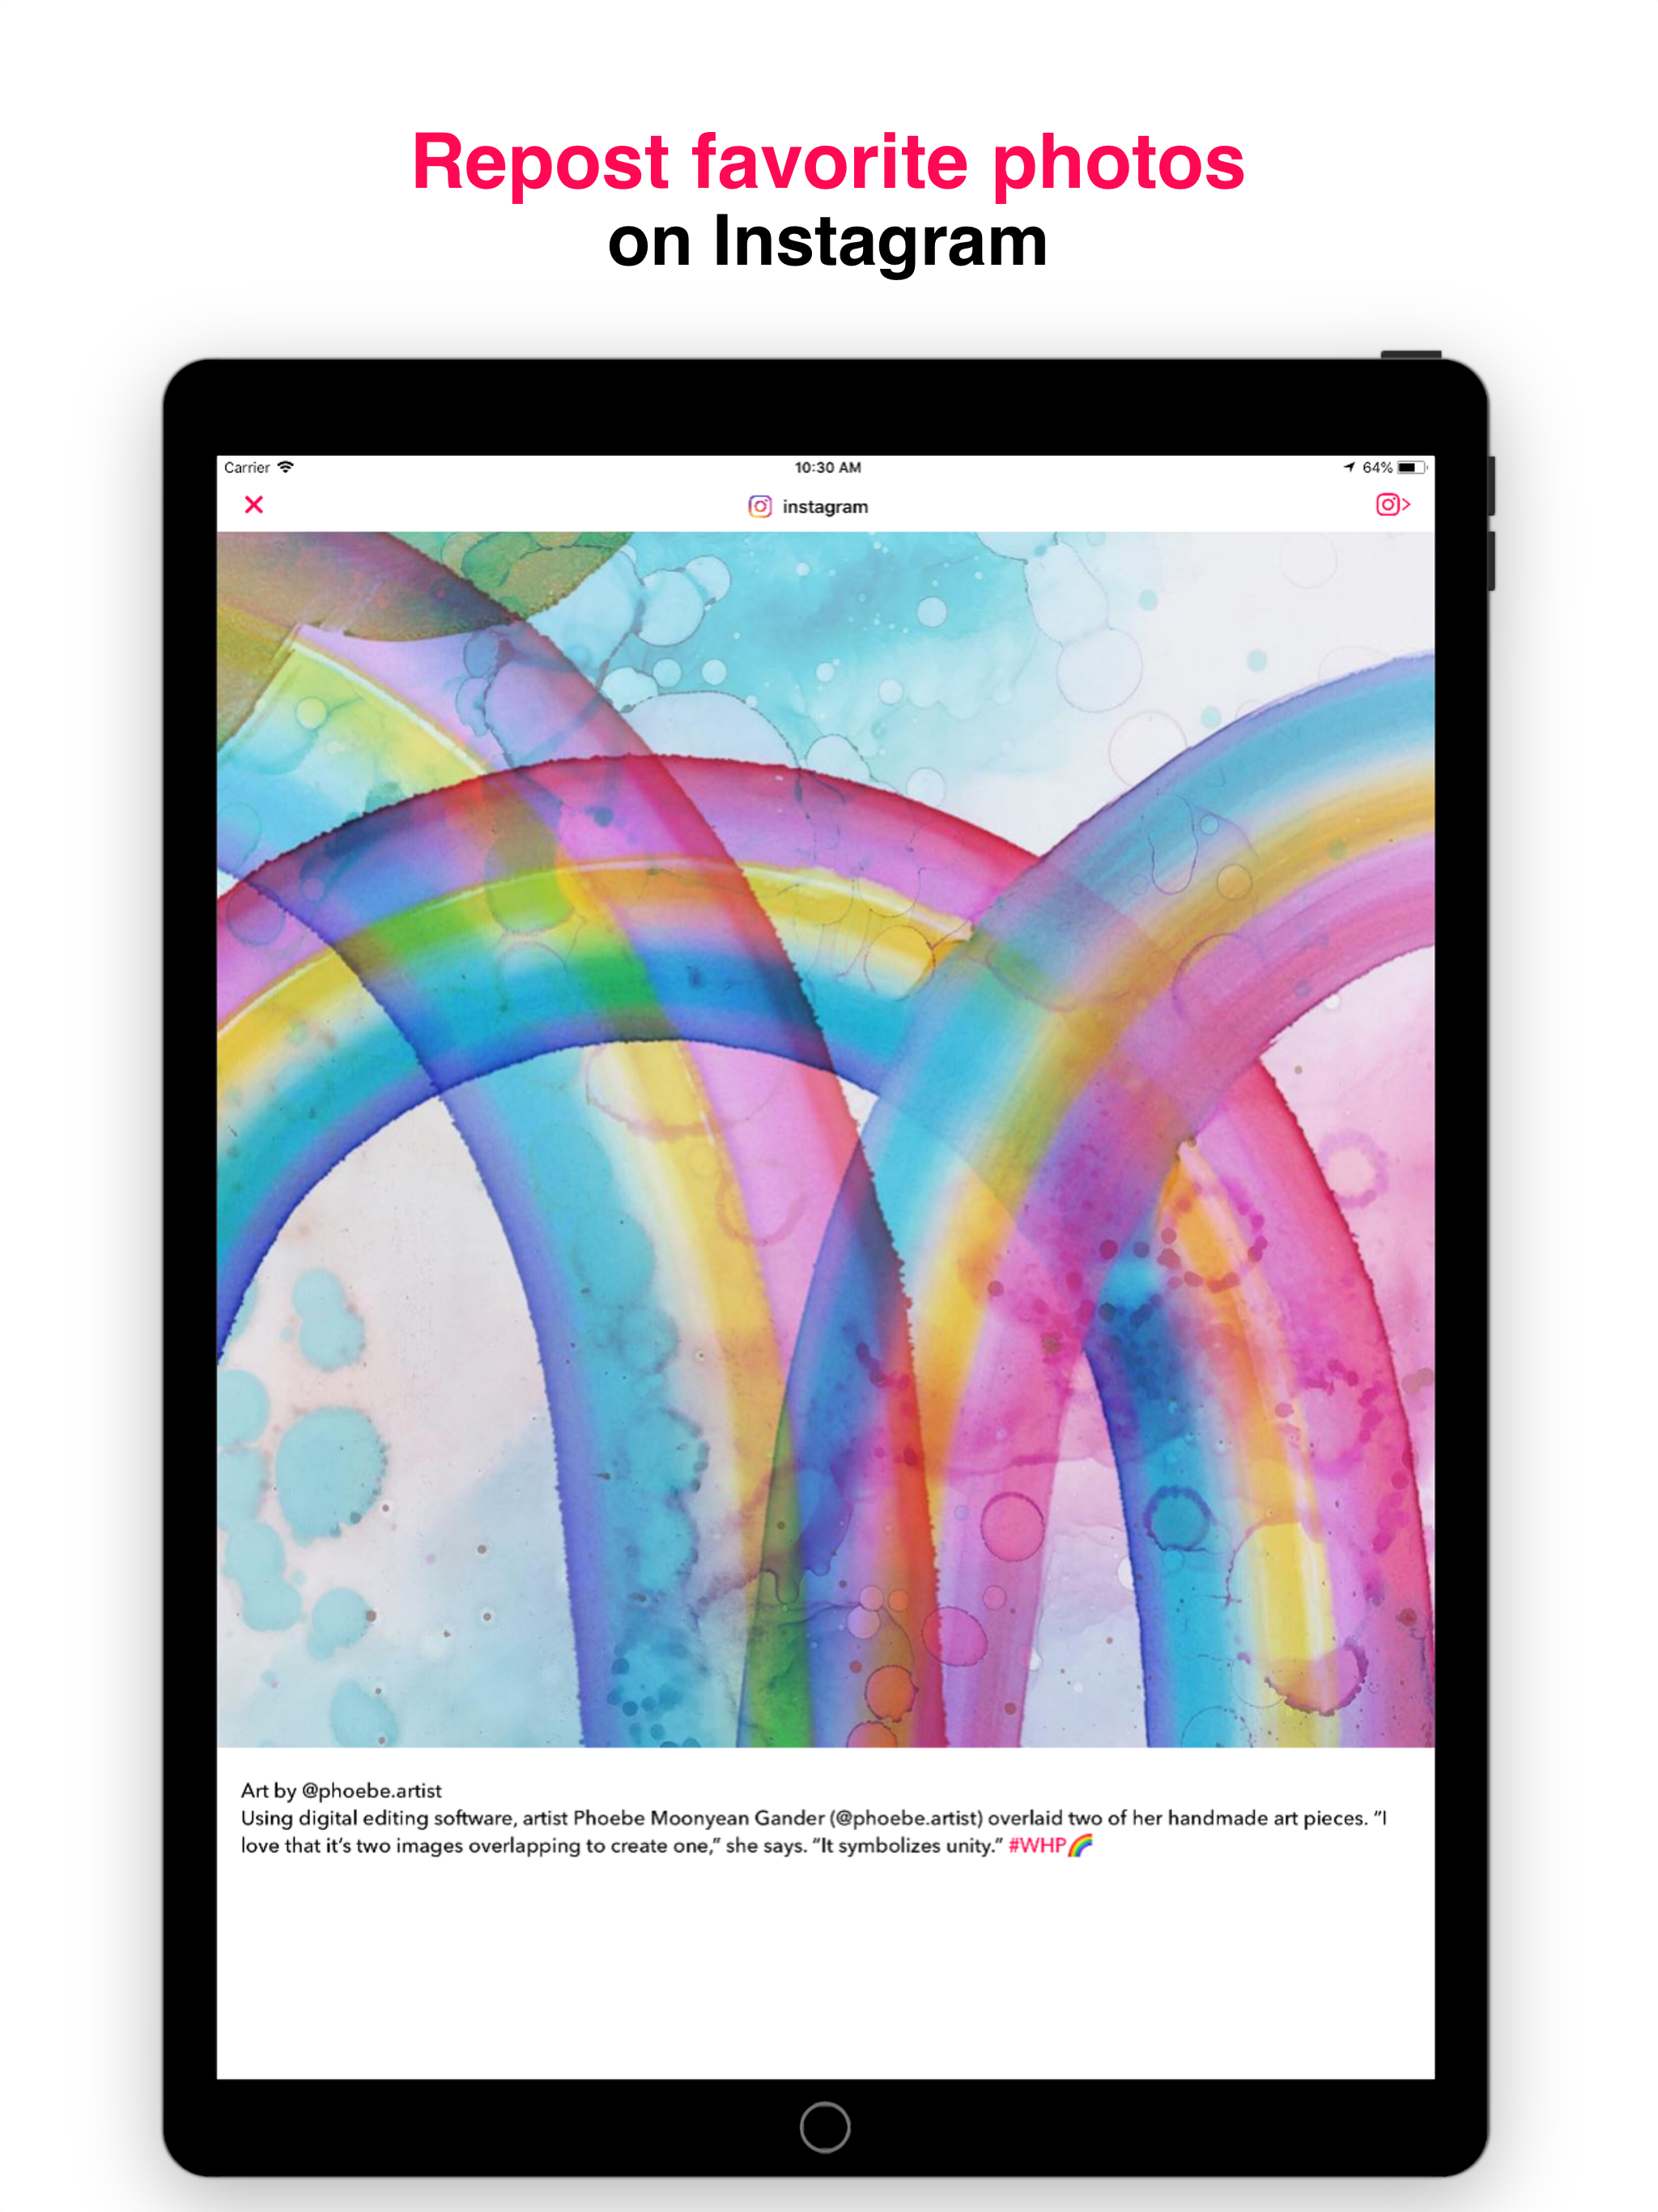 Repost favorite photos
on Instagram
Carrier 10:30 AM 64%
instagram
Art by @phoebe.artist
Using digital editing software, artist Phoebe Moonyean Gander (@phoebe.artist) overlaid two of her handmade art pieces. “I
love that it’s two images overlapping to create one,” she says. “It symbolizes unity.” #WHP🌈